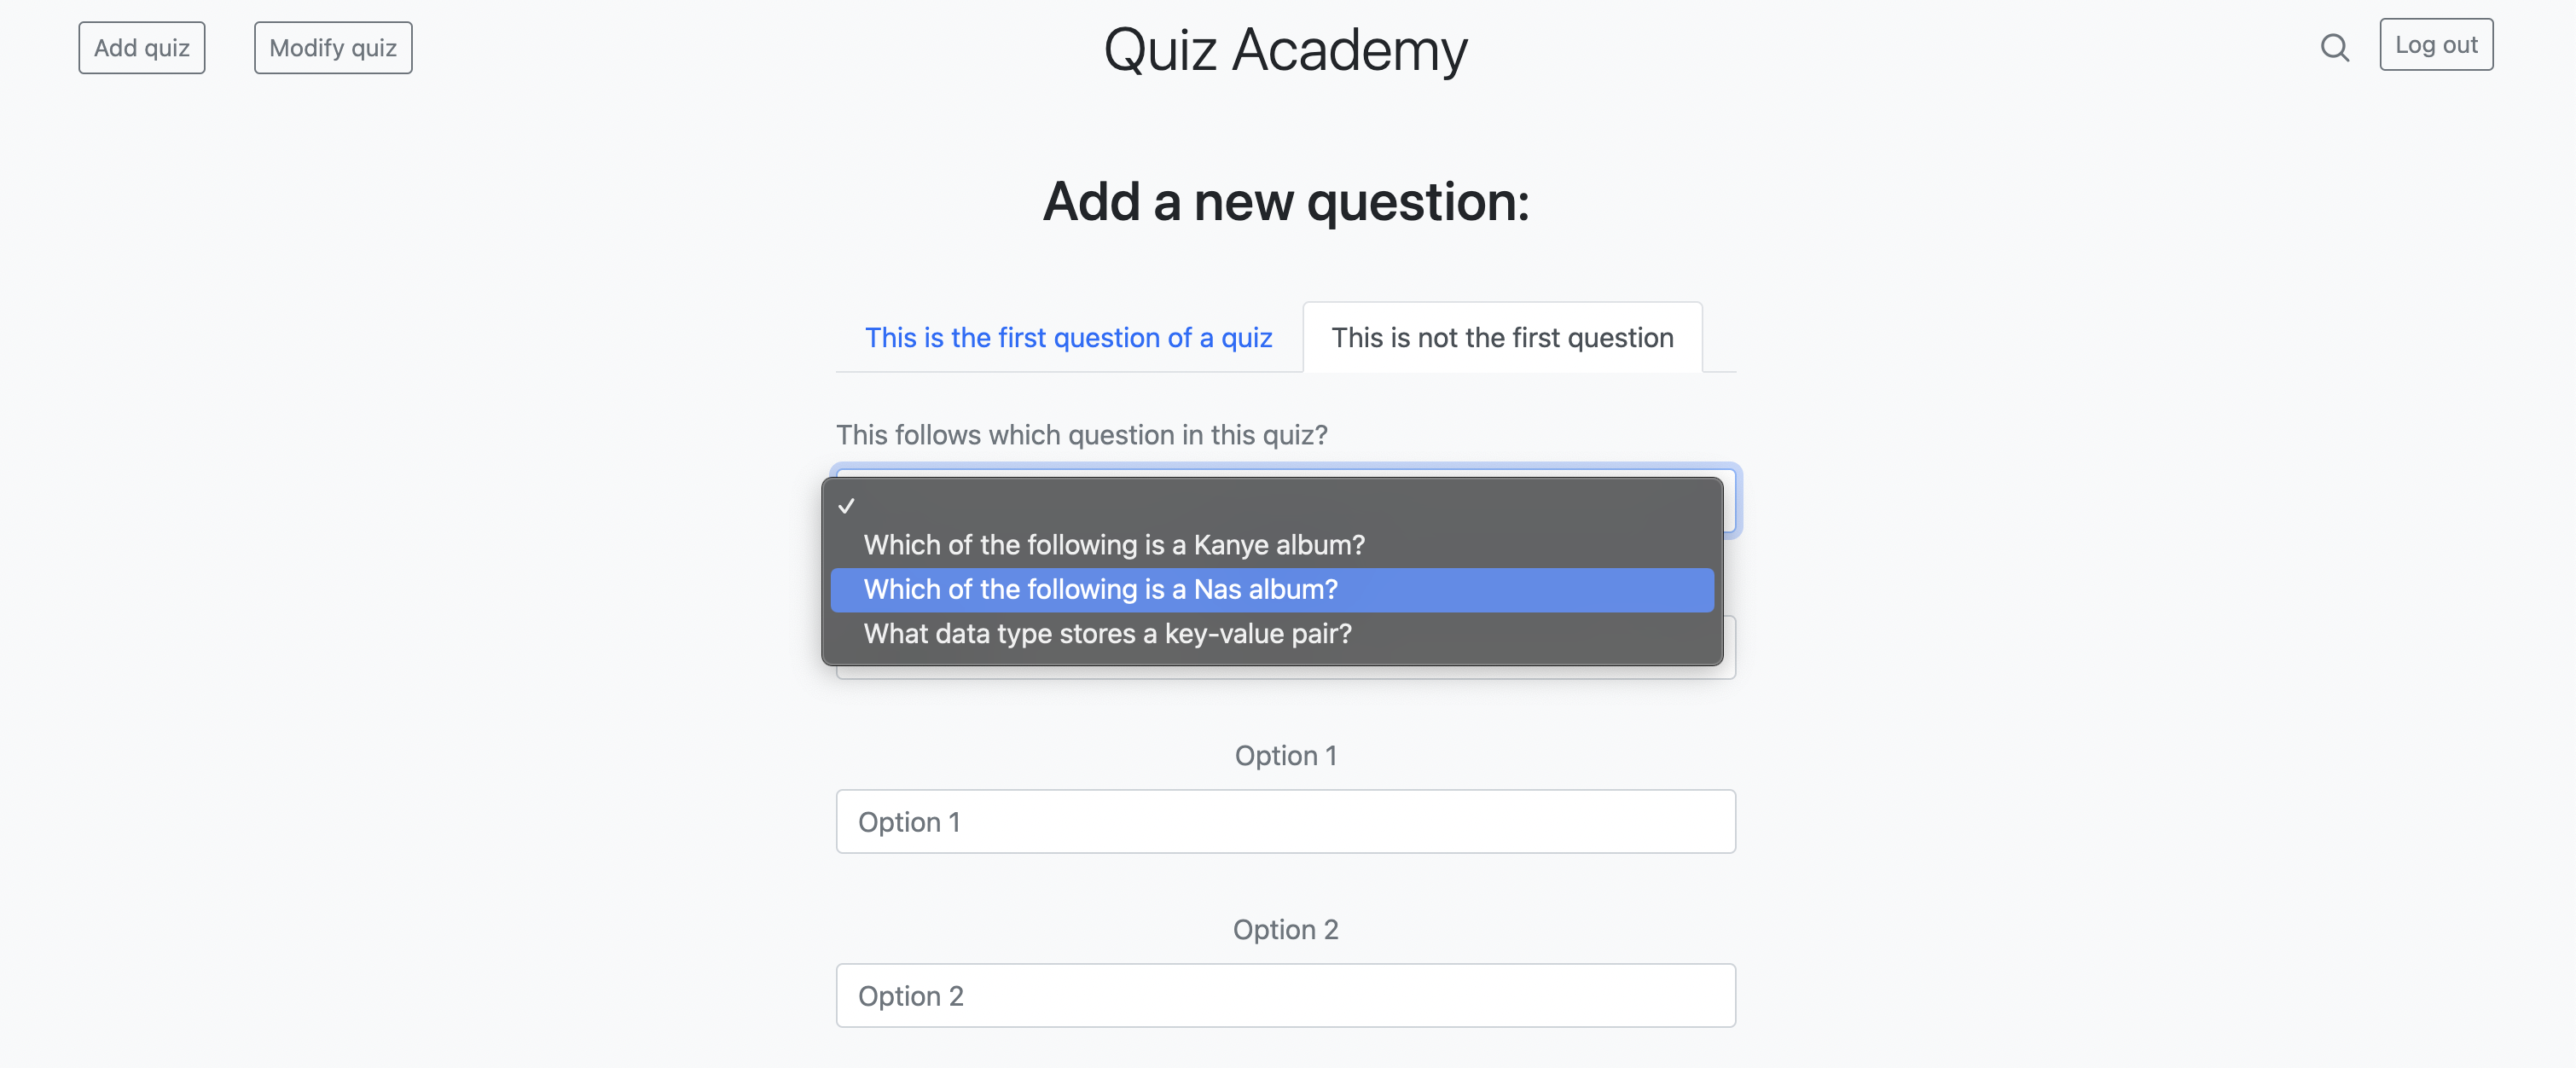 Add quiz
Modify quiz
Quiz Academy
Log out
Add a new question:
This is the first question of a quiz
This is not the first question
This follows which question in this quiz?
Which of the following is a Kanye album?
Which of the following is a Nas album?
What data type stores a key-value pair?
Option 1
Option 1
Option 2
Option 2